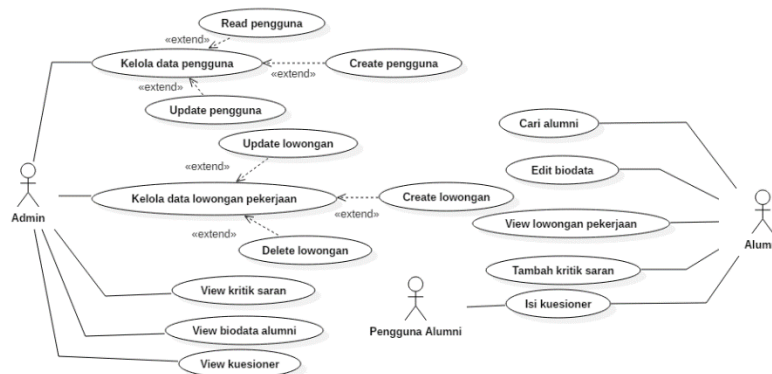 Read pengguna
«extend»
Kelola data pengguna
«extend»
Create pengguna
«extend»
Update pengguna
Update lowongan
«extend»
Cari alumni
Edit biodata
Admin
Kelola data lowongan pekerjaan
«extend»
Create lowongan
View lowongan pekerjaan
«extend»
Delete lowongan
Tambah kritik saran
View kritik saran
Isi kuesioner
Pengguna Alumni
View biodata alumni
View kuesioner